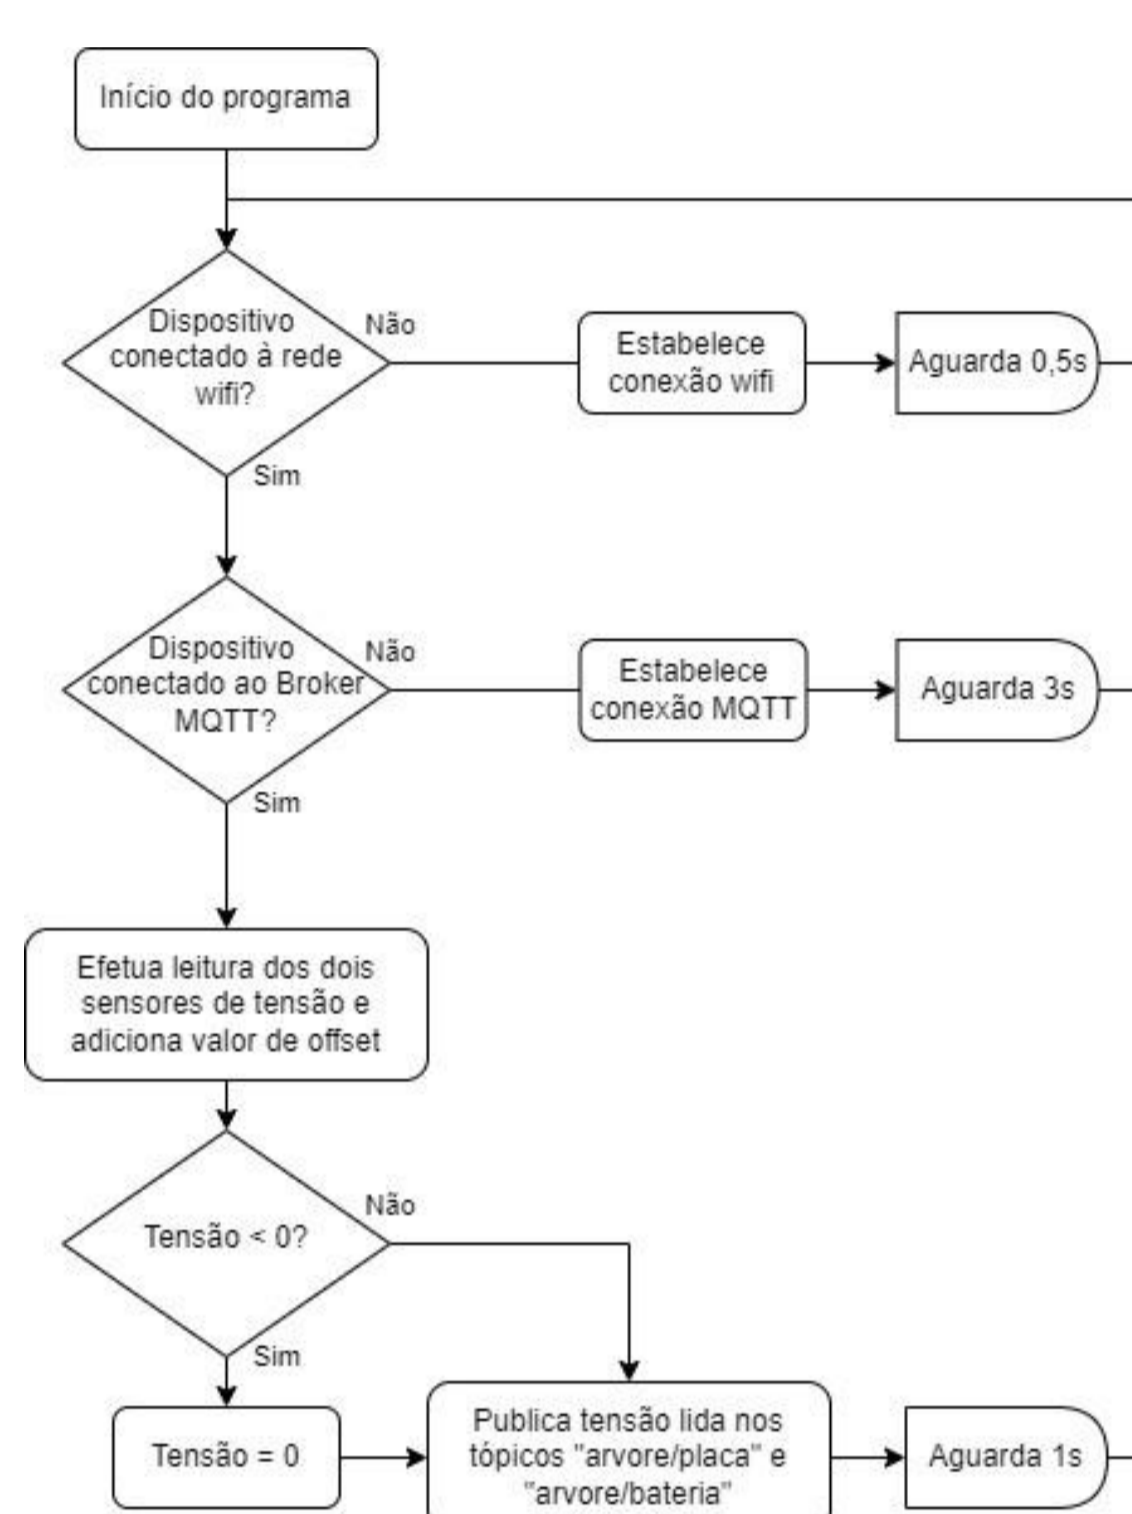 Início do programa
Dispositivo
conectado à rede
wifi?
Não
Estabelece
conexão wifi
Aguarda 0,5s
Sim
Dispositivo
conectado ao Broker
MQTT?
Não
Estabelece
conexão MQTT
Aguarda 3s
Sim
Efetua leitura dos dois
sensores de tensão e
adiciona valor de offset
Tensão < 0?
Não
Sim
Tensão = 0
Publica tensão lida nos
tópicos "arvore/placa" e
"arvore/bateria"
Aguarda 1s